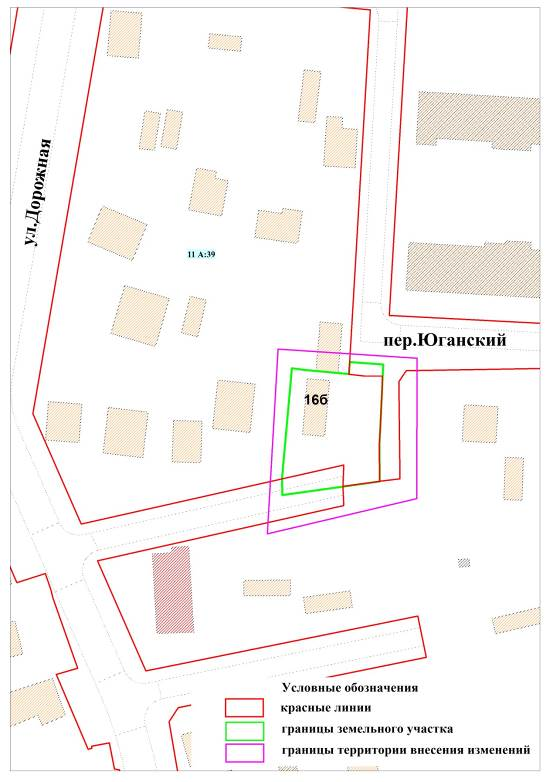 ул.Дорожная
11 А:39
пер.Юганский
16б
Условные обозначения
красные линии
границы земельного участка
границы территории внесения изменений